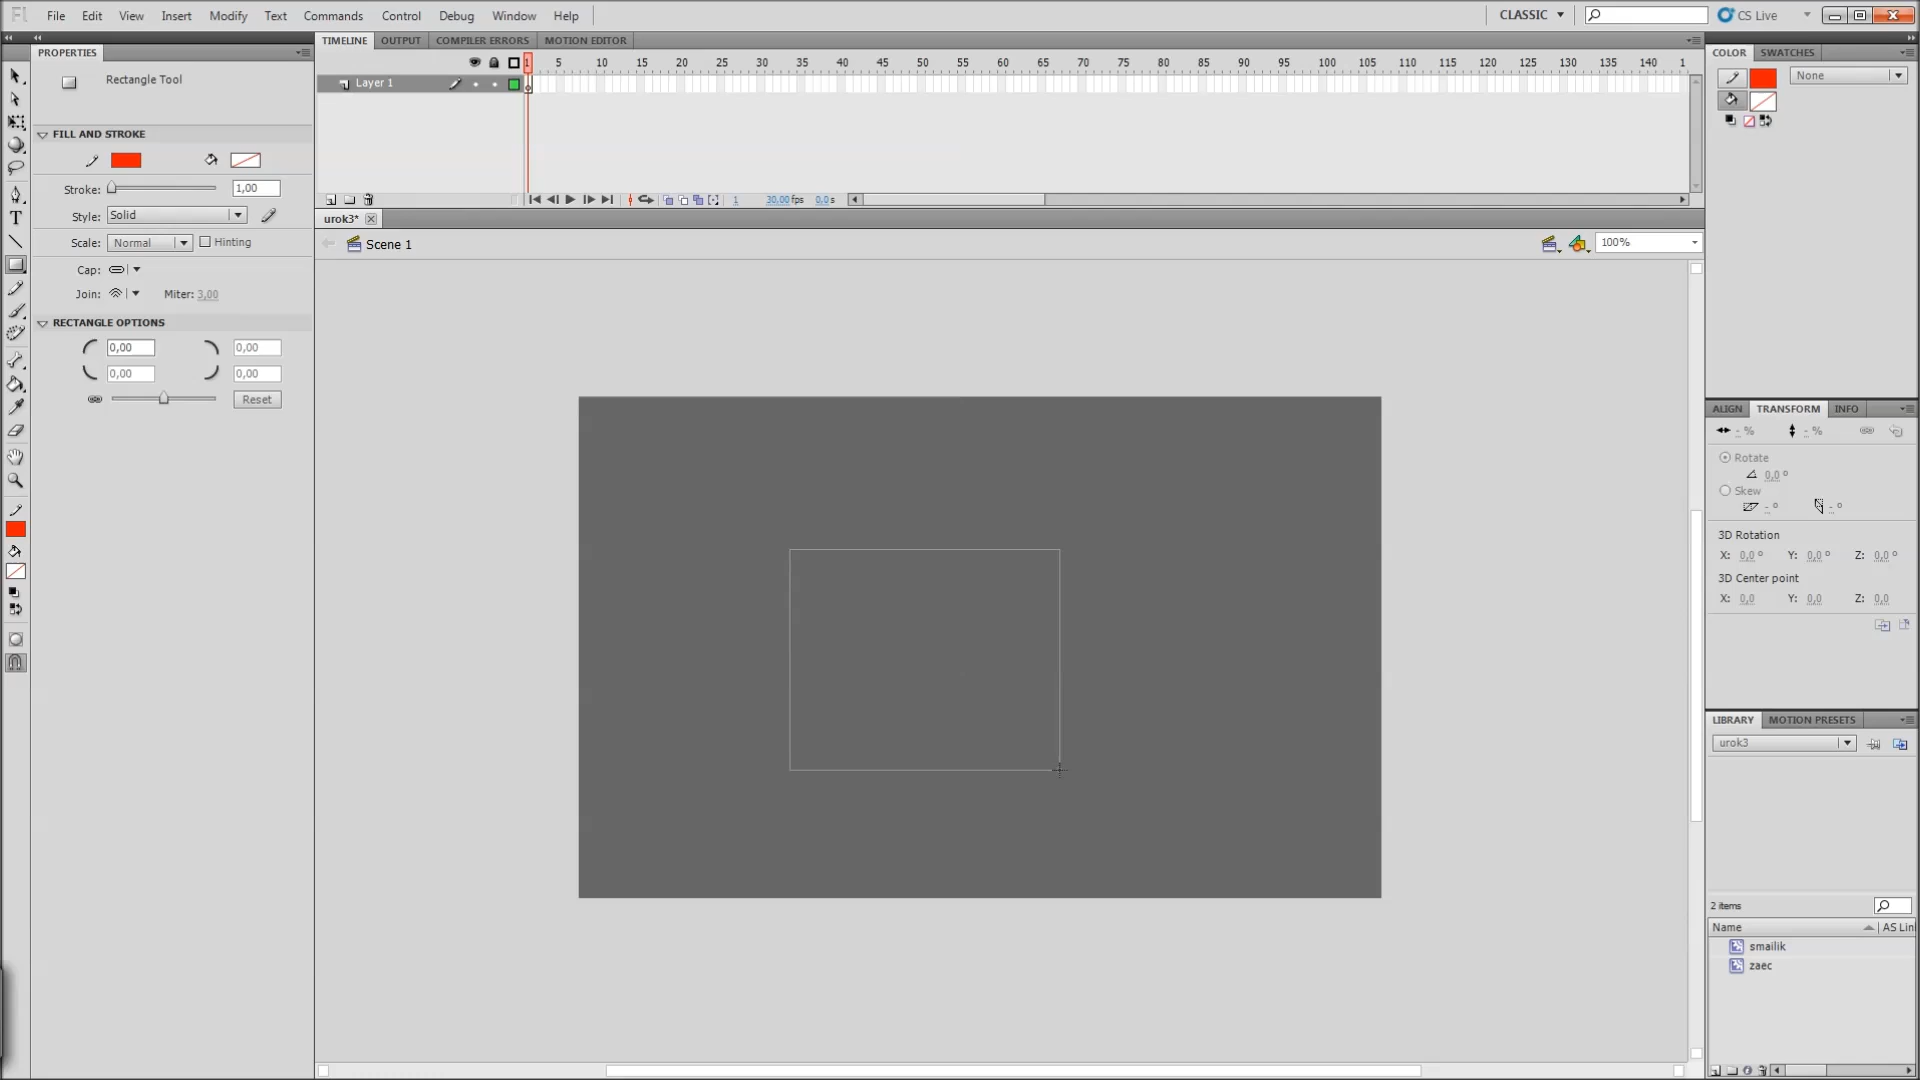 Fl File Edit View Insert Modify Text Commands Control Debug Window Help CLASSIC CS Live
PROPERTIES
Rectangle Tool
FILL AND STROKE
Stroke: 1,00
Style: Solid
Scale: Normal Hinting
Cap:
Join: Miter: 3,00
RECTANGLE OPTIONS
0,00 0,00
0,00 0,00
Reset
T
TIMELINE OUTPUT COMPILER ERRORS MOTION EDITOR
1 5 10 15 20 25 30 35 40 45 50 55 60 65 70 75 80 85 90 95 100 105 110 115 120 125 130 135 140 1
Layer 1
1 30,00 fps 0,0 s
urok3*
Scene 1 100%
COLOR SWATCHES
None
ALIGN TRANSFORM INFO
- % - %
Rotate
0,0 °
Skew
- ° - °
3D Rotation
X: 0,0 ° Y: 0,0 ° Z: 0,0 °
3D Center point
X: 0,0 Y: 0,0 Z: 0,0
LIBRARY MOTION PRESETS
urok3
2 items
Name AS Lin
smailik
zaec